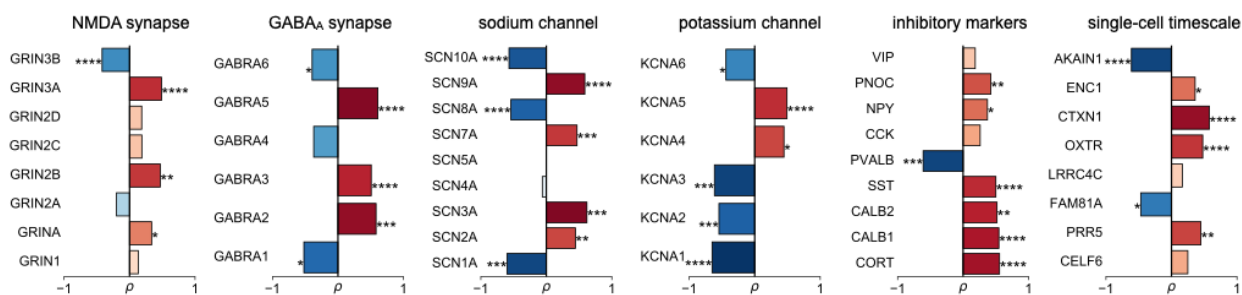 NMDA synapse
GRIN3B ****
GRIN3A ****
GRIN2D
GRIN2C
GRIN2B **
GRIN2A
GRINA *
GRIN1
−1 ρ 1
GABAA synapse
GABRA6 *
GABRA5 ****
GABRA4
GABRA3 ****
GABRA2 ***
GABRA1 *
−1 ρ 1
sodium channel
SCN10A ****
SCN9A ****
SCN8A ****
SCN7A ***
SCN5A
SCN4A
SCN3A ***
SCN2A **
SCN1A ***
−1 ρ 1
potassium channel
KCNA6 *
KCNA5 ****
KCNA4 *
KCNA3 ***
KCNA2 ***
KCNA1 ****
−1 ρ 1
inhibitory markers
VIP
PNOC **
NPY *
CCK
PVALB ***
SST ****
CALB2 **
CALB1 ****
CORT ****
−1 ρ 1
single-cell timescale
AKAIN1 ****
ENC1 *
CTXN1 ****
OXTR ****
LRRC4C
FAM81A *
PRR5 **
CELF6
−1 ρ 1